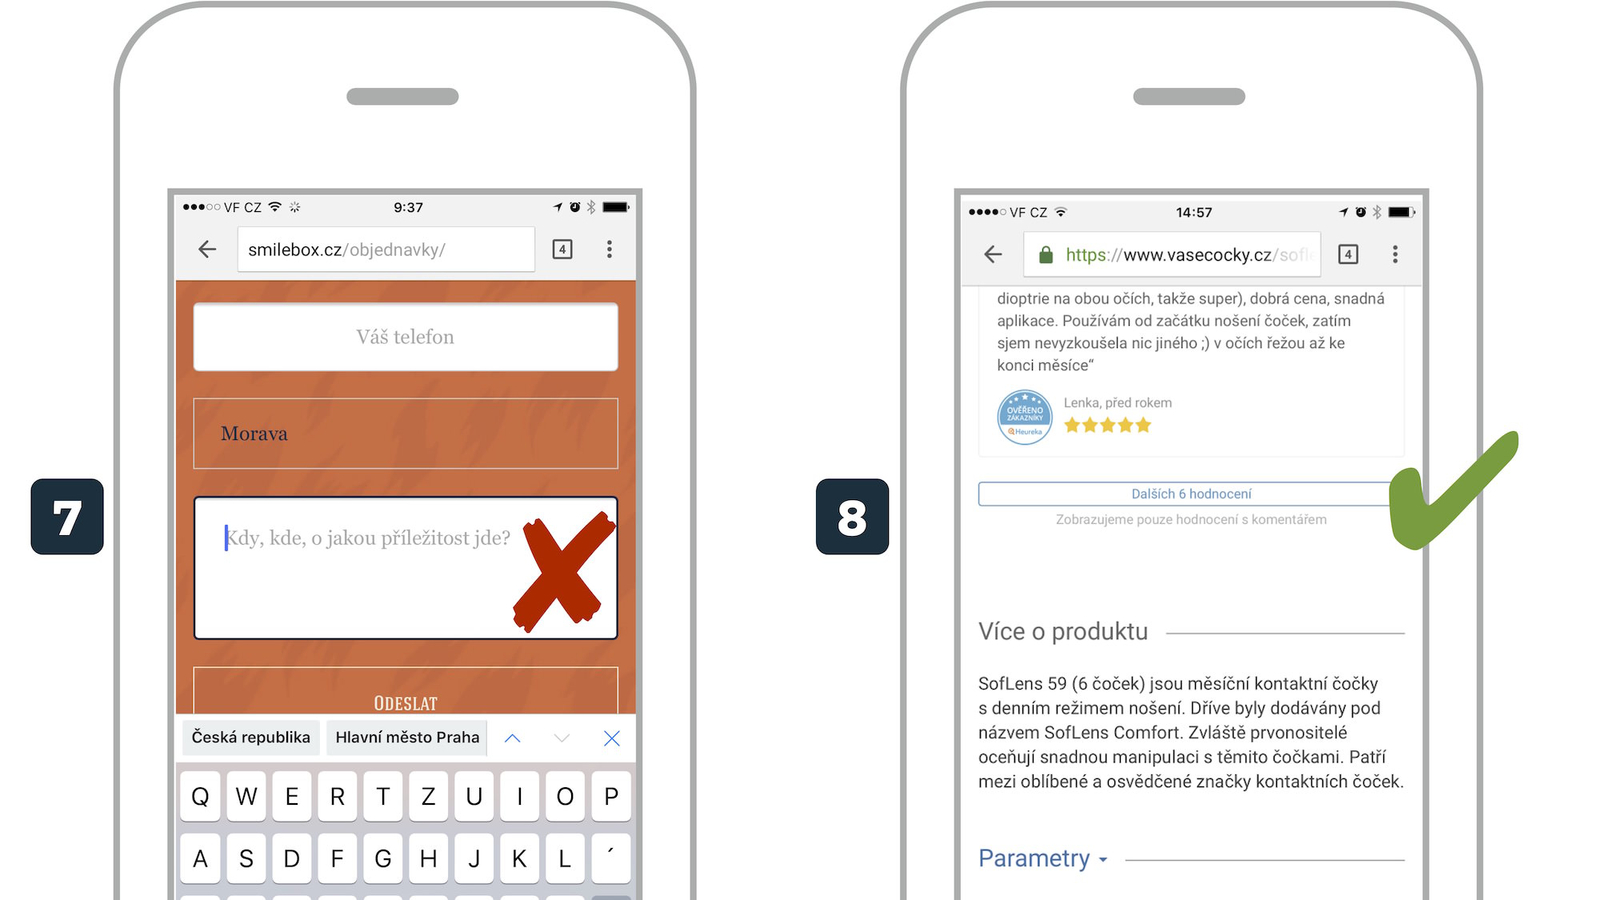 7
VF CZ 9:37
smilebox.cz/objednavky/ 4
Váš telefon
Morava
Kdy, kde, o jakou příležitost jde?
ODESLAT
Česká republika Hlavní město Praha
Q W E R T Z U I O P
A S D F G H J K L ´
8
VF CZ 14:57
https://www.vasecocky.cz/sofl 4
dioptrie na obou očích, takže super), dobrá cena, snadná
aplikace. Používám od začátku nošení čoček, zatím
sjem nevyzkoušela nic jiného ;) v očích řežou až ke
konci měsíce“
OVĚŘENO
ZÁKAZNÍKY
Heureka
Lenka, před rokem
Dalších 6 hodnocení
Zobrazujeme pouze hodnocení s komentářem
Více o produktu
SofLens 59 (6 čoček) jsou měsíční kontaktní čočky
s denním režimem nošení. Dříve byly dodávány pod
názvem SofLens Comfort. Zvláště prvonositelé
oceňují snadnou manipulaci s těmito čočkami. Patří
mezi oblíbené a osvědčené značky kontaktních čoček.
Parametry